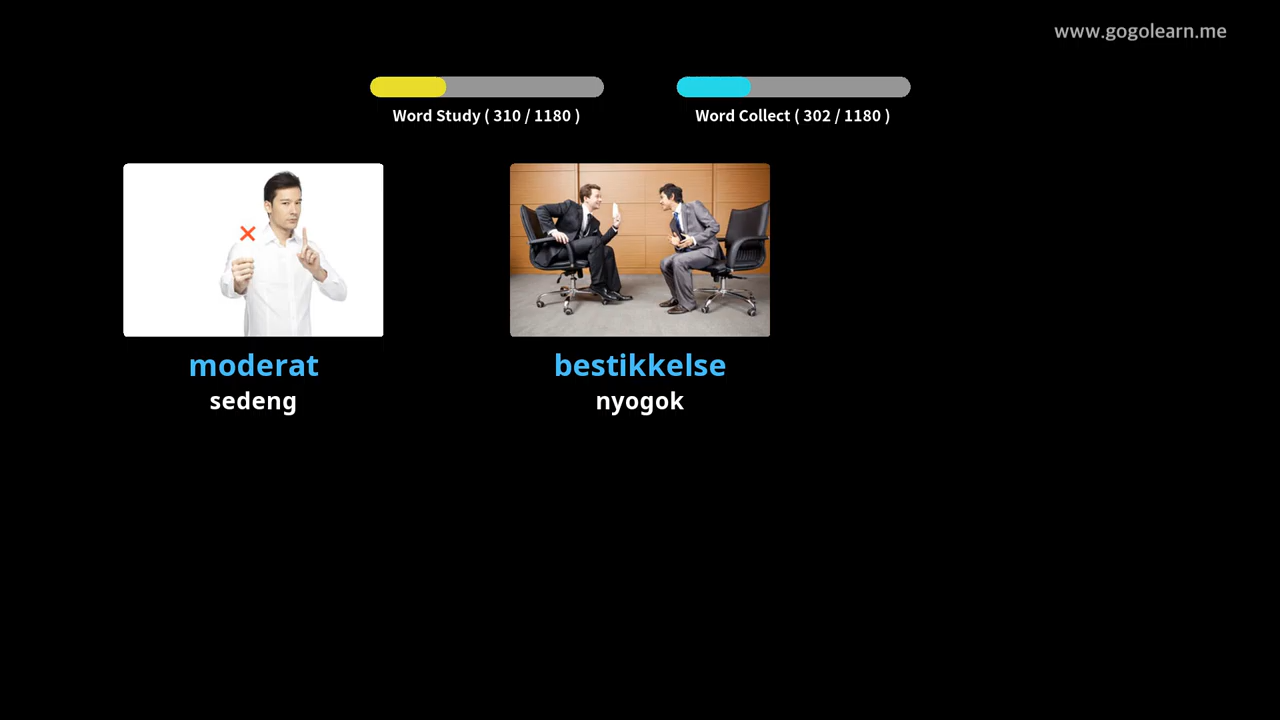 www.gogolearn.me
Word Study ( 310 / 1180 )
Word Collect ( 302 / 1180 )
moderat
sedeng
bestikkelse
nyogok